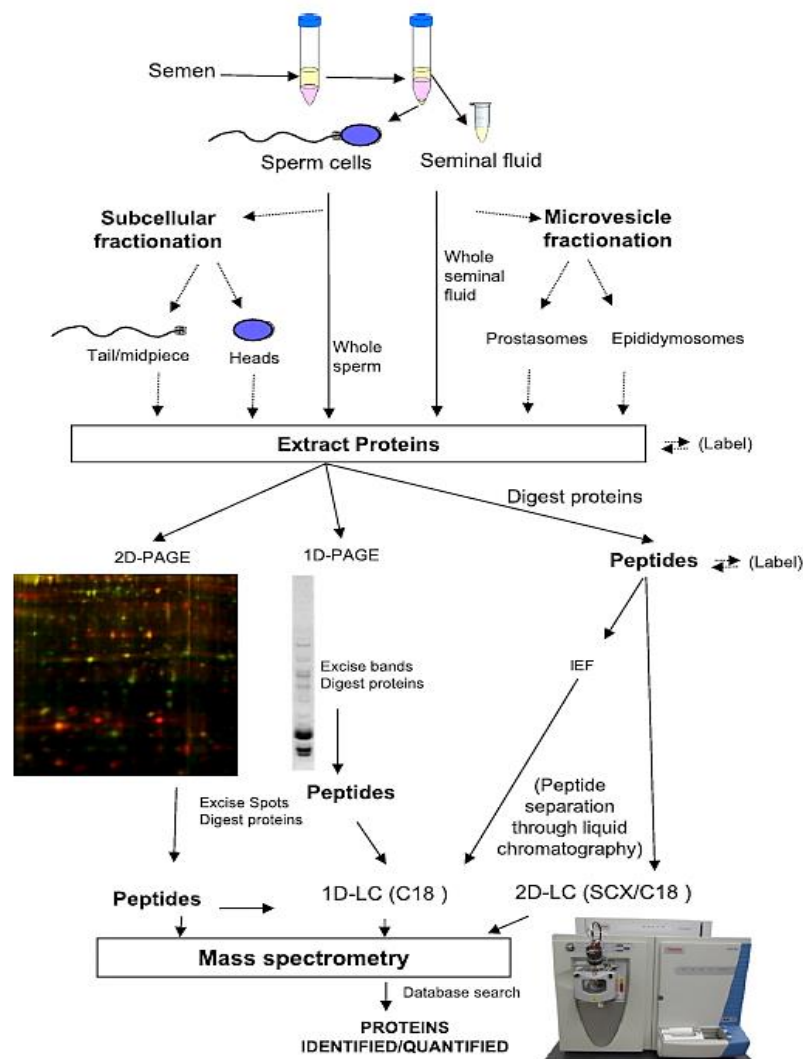 Semen
Sperm cells
Seminal fluid
Subcellular
fractionation
Microvesicle
fractionation
Whole
seminal
fluid
Tail/midpiece
Heads
Whole
sperm
Prostasomes
Epididymosomes
Extract Proteins
(Label)
Digest proteins
2D-PAGE
1D-PAGE
Peptides
(Label)
Excise bands
Digest proteins
IEF
Peptides
Excise Spots
Digest proteins
(Peptide
separation
through liquid
chromatography)
Peptides
1D-LC (C18 )
2D-LC (SCX/C18 )
Mass spectrometry
Database search
PROTEINS
IDENTIFIED/QUANTIFIED